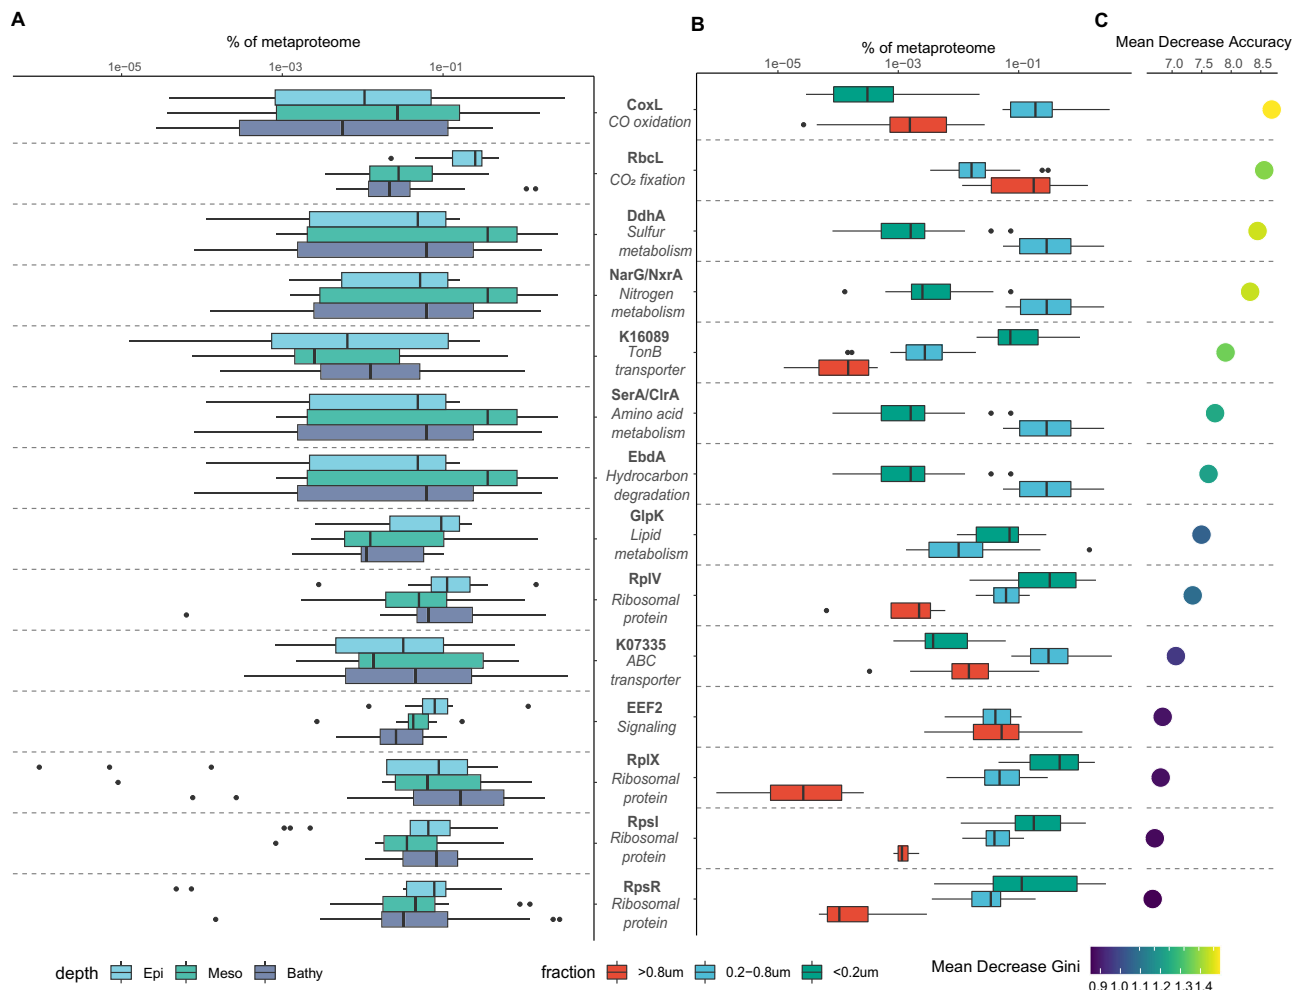 A
% of metaproteome
1e−05 1e−03 1e−01
B
% of metaproteome
1e−05 1e−03 1e−01
C
Mean Decrease Accuracy
7.0 7.5 8.0 8.5
CoxL
CO oxidation
RbcL
CO₂ fixation
DdhA
Sulfur
metabolism
NarG/NxrA
Nitrogen
metabolism
K16089
TonB
transporter
SerA/ClrA
Amino acid
metabolism
EbdA
Hydrocarbon
degradation
GlpK
Lipid
metabolism
RplV
Ribosomal
protein
K07335
ABC
transporter
EEF2
Signaling
RplX
Ribosomal
protein
RpsI
Ribosomal
protein
RpsR
Ribosomal
protein
depth Epi Meso Bathy
fraction >0.8um 0.2−0.8um <0.2um
Mean Decrease Gini
0.9 1.0 1.1 1.2 1.3 1.4